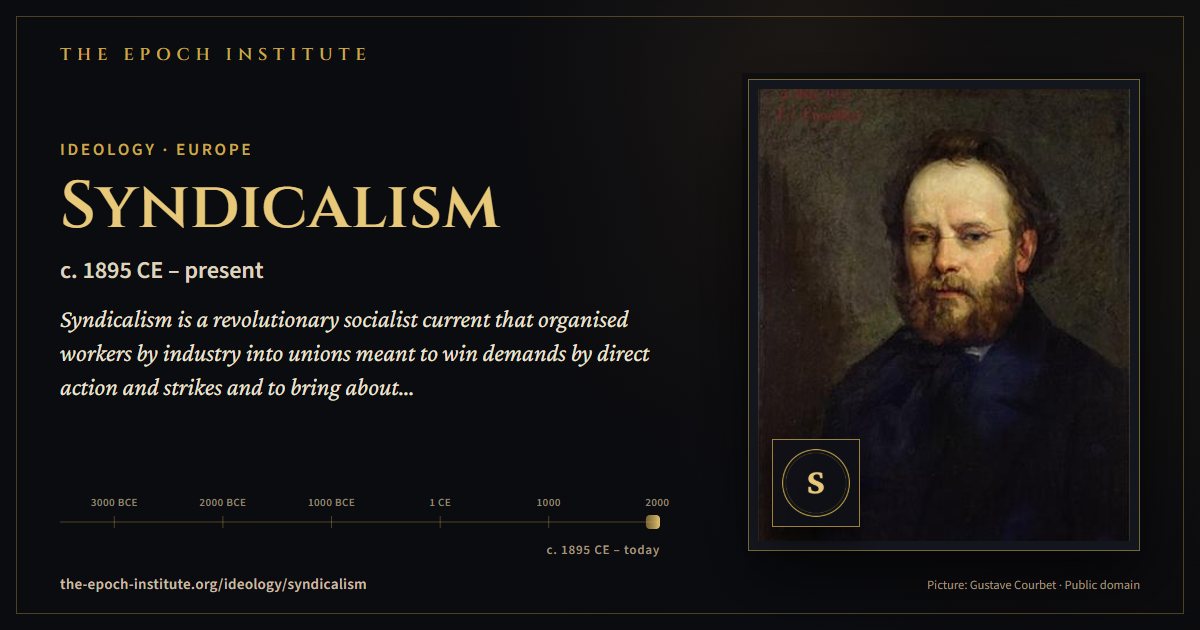 THE EPOCH INSTITUTE
IDEOLOGY · EUROPE
SYNDICALISM
c. 1895 CE – present
Syndicalism is a revolutionary socialist current that organised
workers by industry into unions meant to win demands by direct
action and strikes and to bring about...
3000 BCE 2000 BCE 1000 BCE 1 CE 1000 2000
c. 1895 CE – today
the-epoch-institute.org/ideology/syndicalism
S
Picture: Gustave Courbet · Public domain